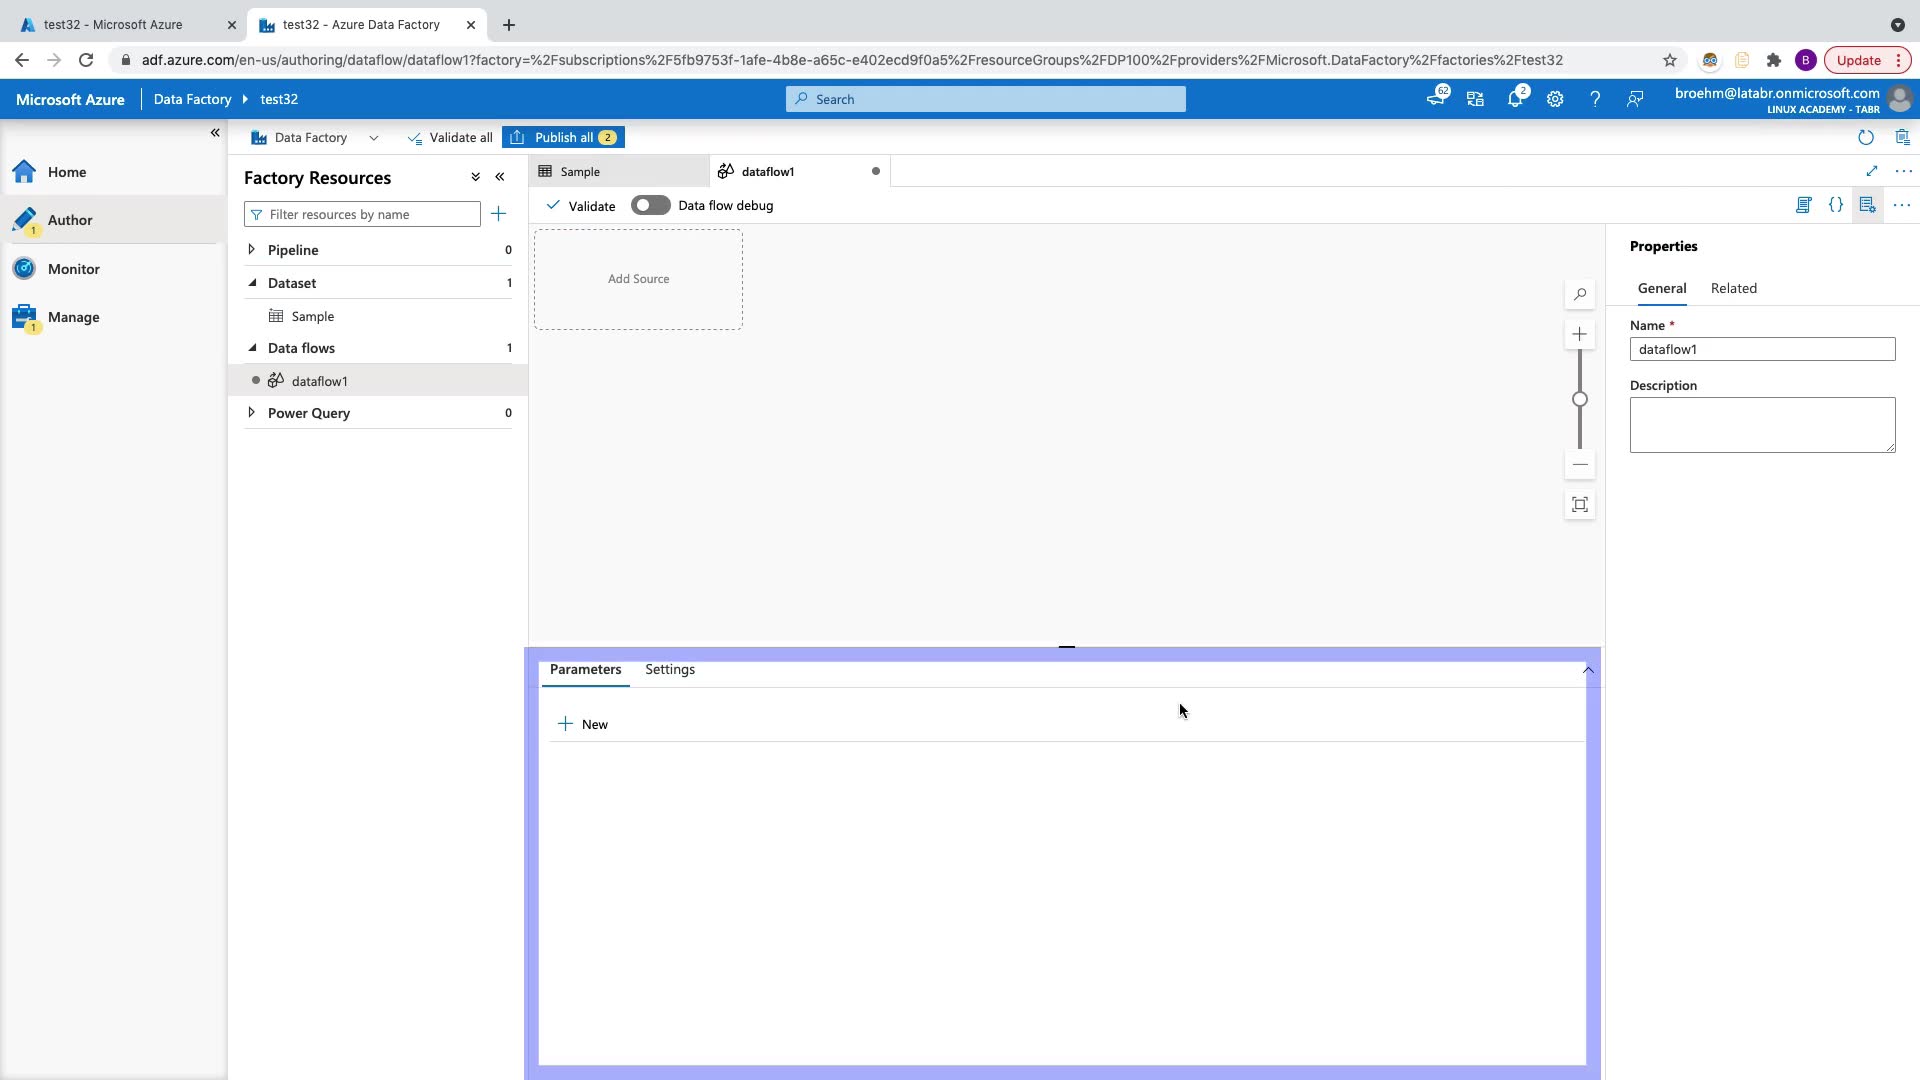 test32 - Microsoft Azure
test32 - Azure Data Factory
adf.azure.com/en-us/authoring/dataflow/dataflow1?factory=%2Fsubscriptions%2F5fb9753f-1afe-4b8e-a65c-e402ecd9f0a5%2FresourceGroups%2FDP100%2Fproviders%2FMicrosoft.DataFactory%2Ffactories%2Ftest32
B
Update
Microsoft Azure
Data Factory
test32
Search
62
2
broehm@latabr.onmicrosoft.com
LINUX ACADEMY - TABR
Data Factory
Validate all
Publish all 2
Home
Author
1
Monitor
Manage
1
Factory Resources
Filter resources by name
Pipeline 0
Dataset 1
Sample
Data flows 1
dataflow1
Power Query 0
Sample
dataflow1
Validate
Data flow debug
Add Source
Parameters
Settings
New
Properties
General
Related
Name *
dataflow1
Description